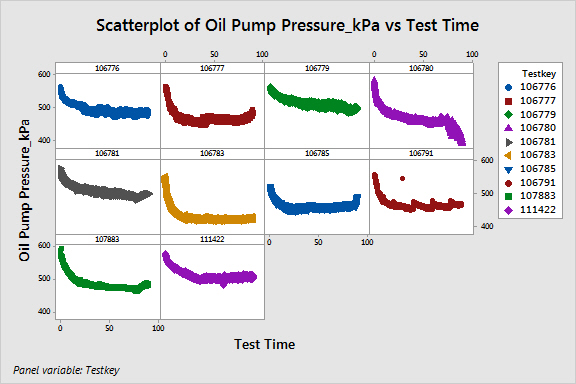 Scatterplot of Oil Pump Pressure_kPa vs Test Time
0 50 100 0 50 100
106776 106777 106779 106780
600
500
400
106781 106783 106785 106791
600
500
400
107883 111422
600
500
400
0 50 100 0 50 100
Oil Pump Pressure_kPa
Test Time
Testkey
106776
106777
106779
106780
106781
106783
106785
106791
107883
111422
Panel variable: Testkey